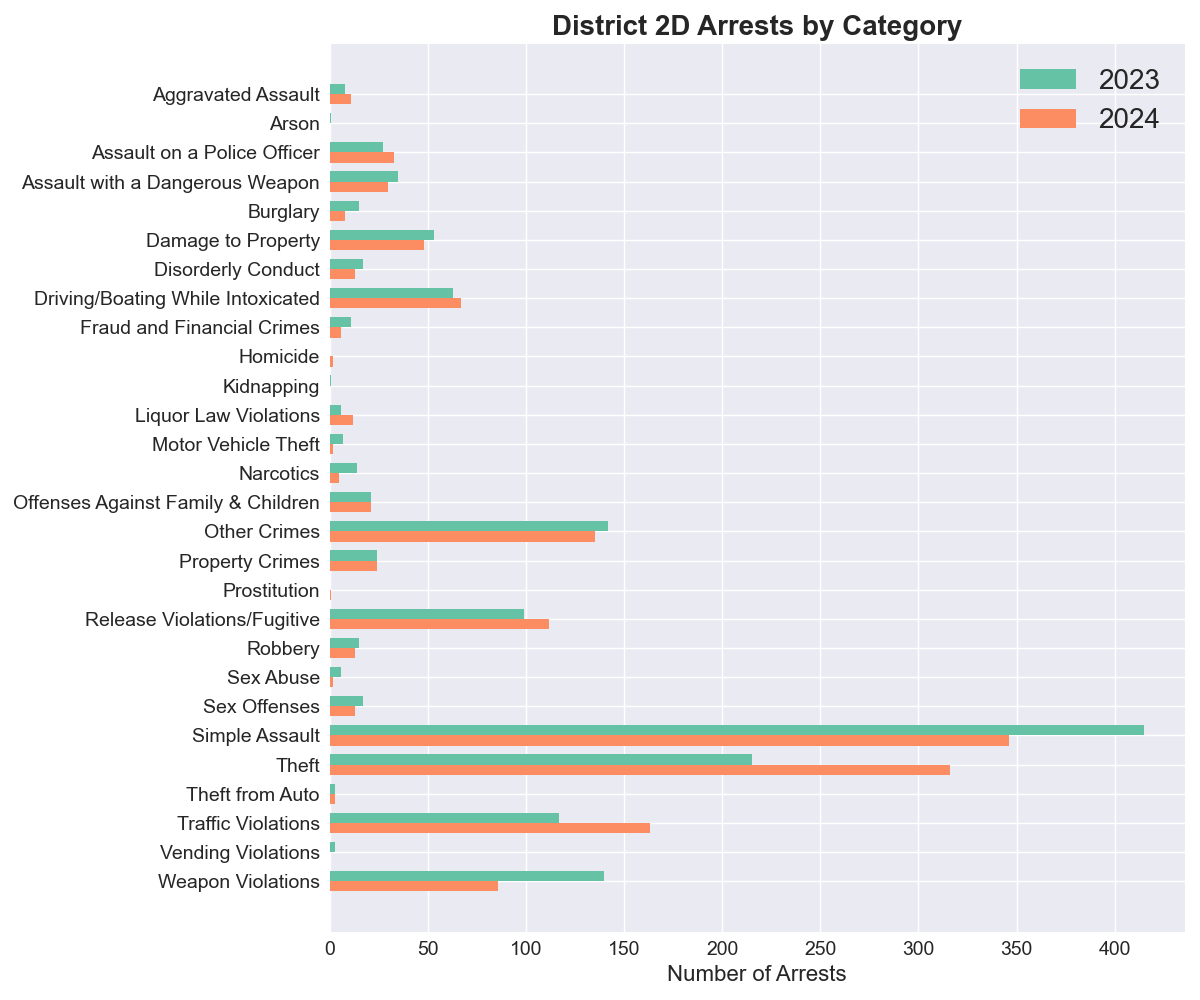 District 2D Arrests by Category
2023
2024
Aggravated Assault
Arson
Assault on a Police Officer
Assault with a Dangerous Weapon
Burglary
Damage to Property
Disorderly Conduct
Driving/Boating While Intoxicated
Fraud and Financial Crimes
Homicide
Kidnapping
Liquor Law Violations
Motor Vehicle Theft
Narcotics
Offenses Against Family & Children
Other Crimes
Property Crimes
Prostitution
Release Violations/Fugitive
Robbery
Sex Abuse
Sex Offenses
Simple Assault
Theft
Theft from Auto
Traffic Violations
Vending Violations
Weapon Violations
0 50 100 150 200 250 300 350 400
Number of Arrests